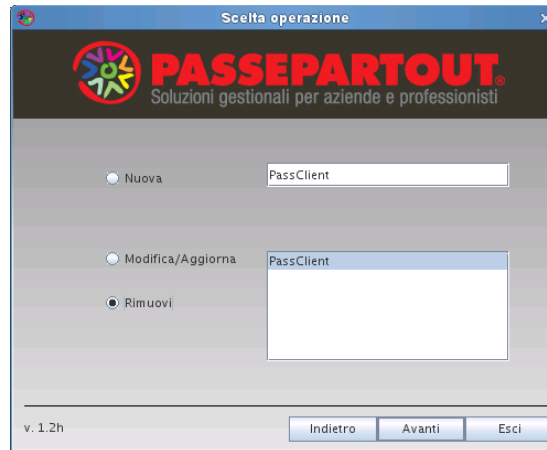 Scelta operazione
PASSEPARTOUT®
Soluzioni gestionali per aziende e professionisti
Nuova
PassClient
Modifica/Aggiorna
PassClient
Rimuovi
v. 1.2h
Indietro
Avanti
Esci